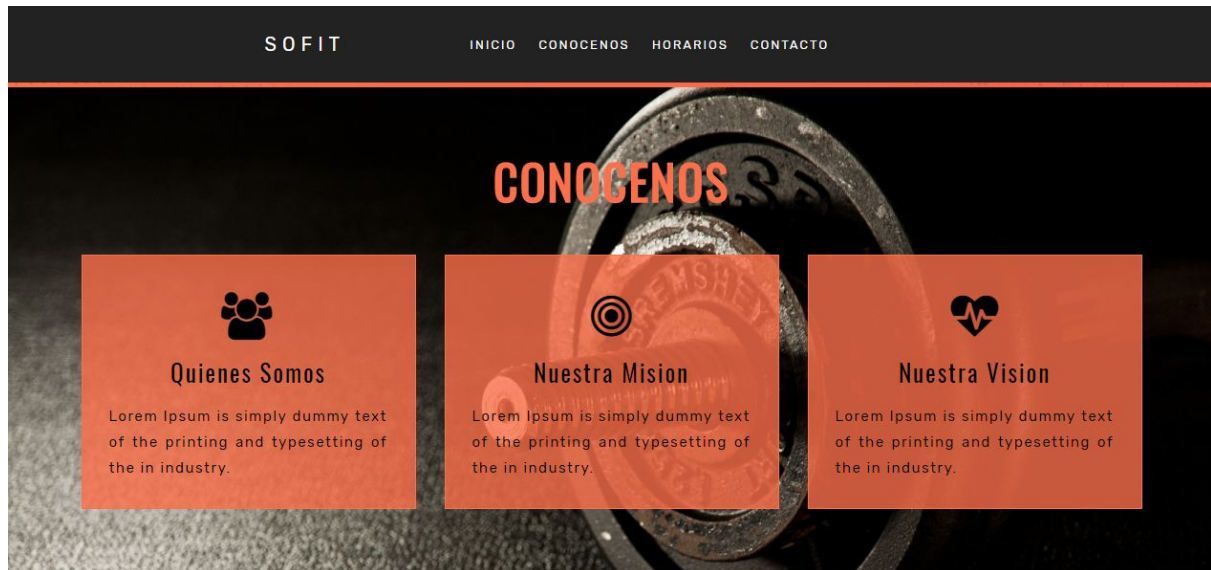 SOFIT
INICIO CONOCENOS HORARIOS CONTACTO
CONOCENOS
Quienes Somos
Lorem Ipsum is simply dummy text
of the printing and typesetting of
the in industry.
Nuestra Mision
Lorem Ipsum is simply dummy text
of the printing and typesetting of
the in industry.
Nuestra Vision
Lorem Ipsum is simply dummy text
of the printing and typesetting of
the in industry.